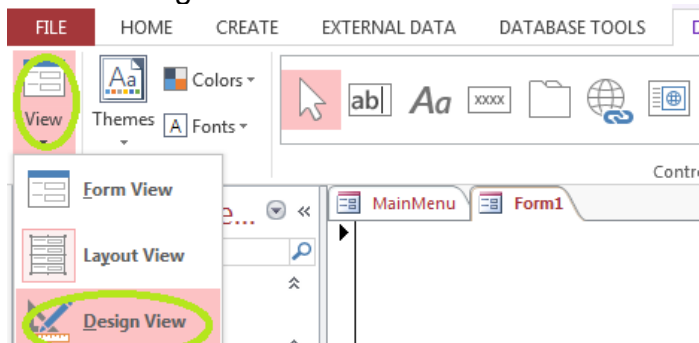 FILE HOME CREATE EXTERNAL DATA DATABASE TOOLS
View
Aa
Themes
Colors
A Fonts
ab Aa xxxx
Form View
Layout View
Design View
e...
MainMenu Form1